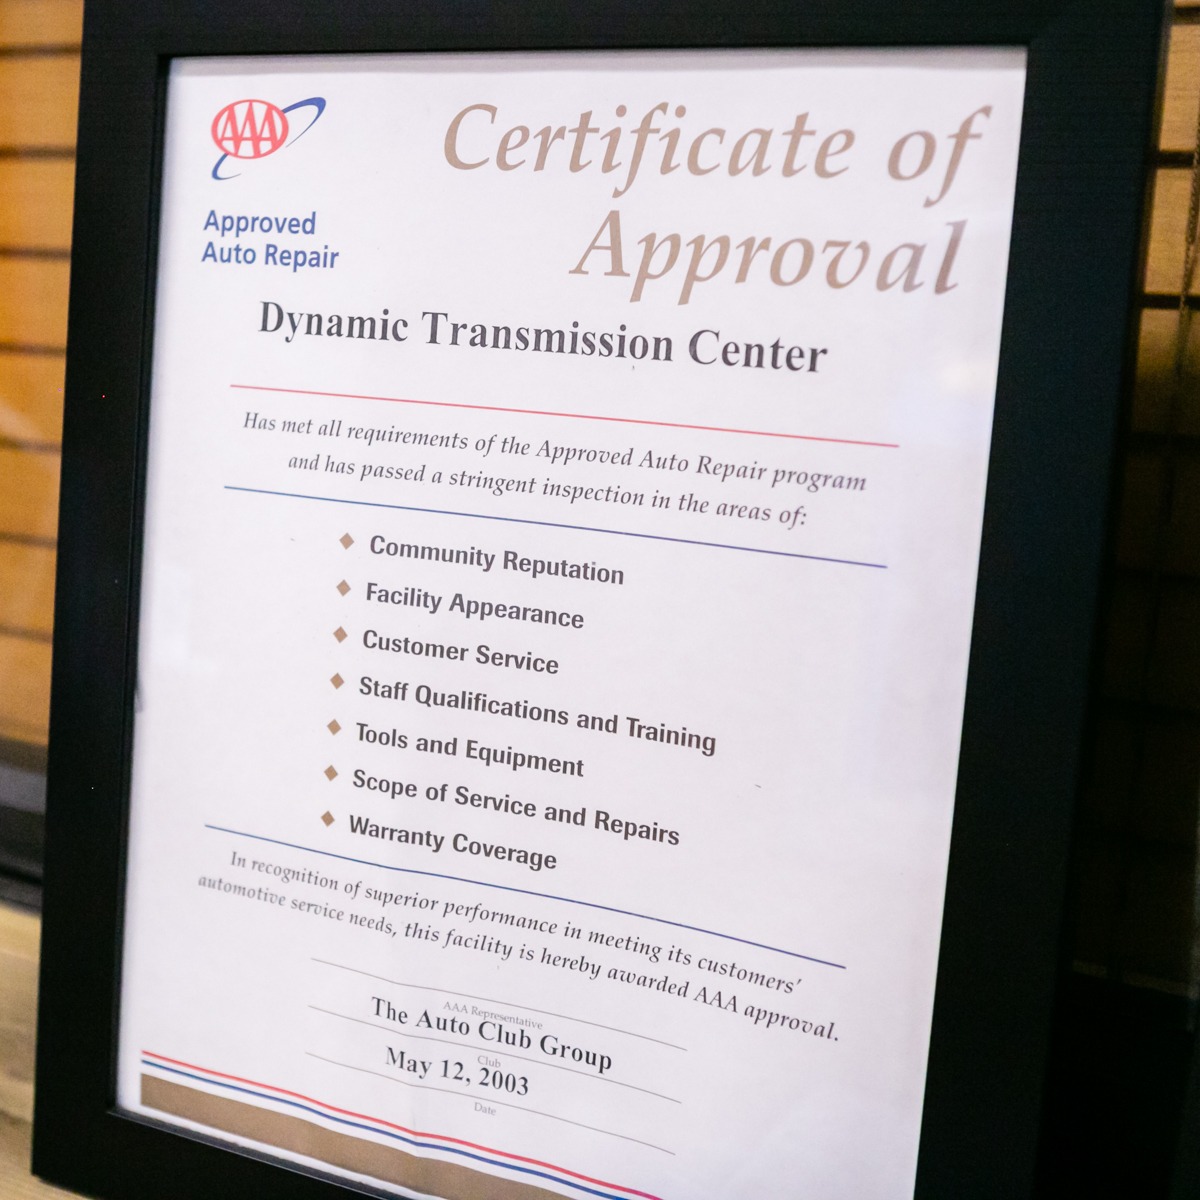 AAA
Certificate of
Approval
Approved
Auto Repair
Dynamic Transmission Center
Has met all requirements of the Approved Auto Repair program
and has passed a stringent inspection in the areas of:
Community Reputation
Facility Appearance
Customer Service
Staff Qualifications and Training
Tools and Equipment
Scope of Service and Repairs
Warranty Coverage
In recognition of superior performance in meeting its customers'
automotive service needs, this facility is hereby awarded AAA approval.
AAA Representative
The Auto Club Group
Club
May 12, 2003
Date